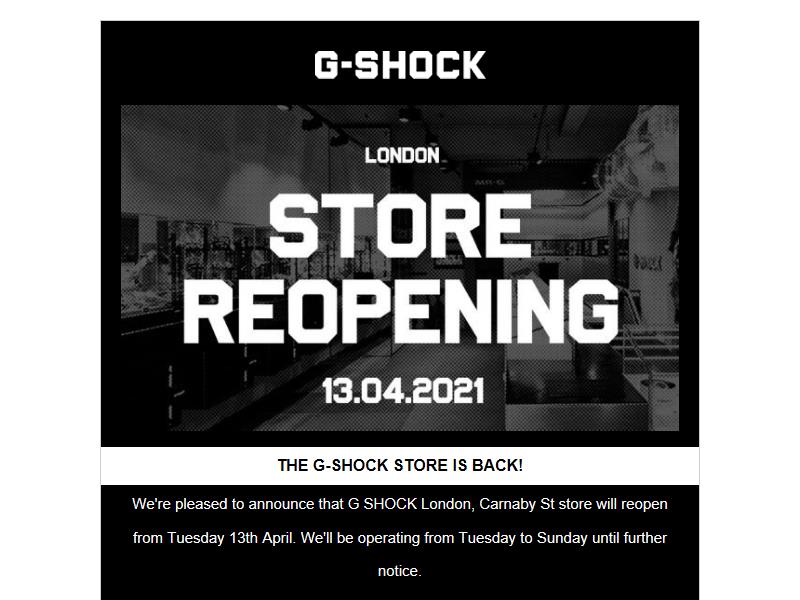 G-SHOCK
LONDON
MR-G
STORE
REOPENING
13.04.2021
THE G-SHOCK STORE IS BACK!
We're pleased to announce that G SHOCK London, Carnaby St store will reopen
from Tuesday 13th April. We'll be operating from Tuesday to Sunday until further
notice.